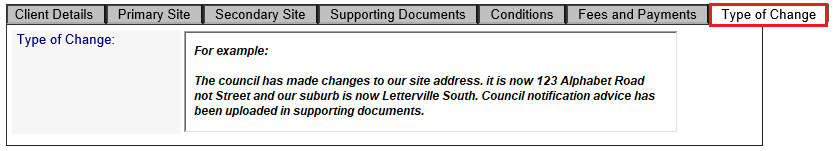 Client Details Primary Site Secondary Site Supporting Documents Conditions Fees and Payments Type of Change
Type of Change:
For example:
The council has made changes to our site address. it is now 123 Alphabet Road
not Street and our suburb is now Letterville South. Council notification advice has
been uploaded in supporting documents.